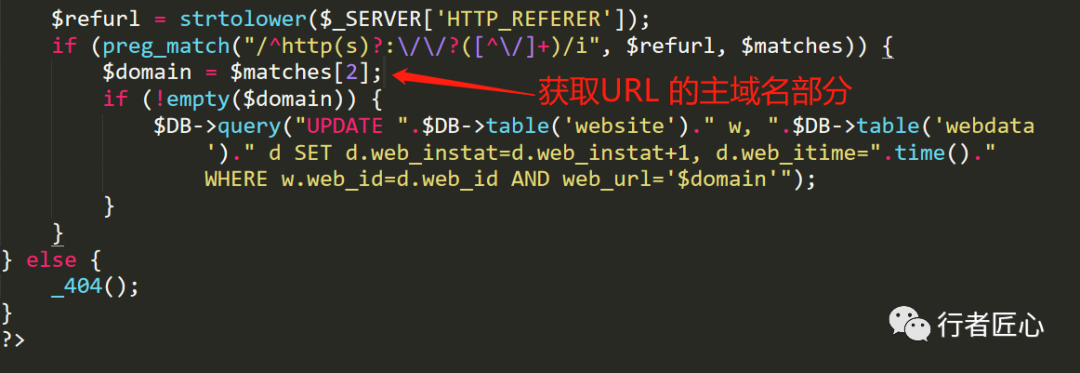 $refurl = strtolower($_SERVER['HTTP_REFERER']);
if (preg_match("/^http(s)?:\/\/?([^\/]+)/i", $refurl, $matches)) {
$domain = $matches[2];
获取URL 的主域名部分
if (!empty($domain)) {
$DB->query("UPDATE ".$DB->table('website')." w, ".$DB->table('webdata
')." d SET d.web_instat=d.web_instat+1, d.web_itime=".time()."
WHERE w.web_id=d.web_id AND web_url='$domain'");
}
}
} else {
_404();
}
?>
行者匠心